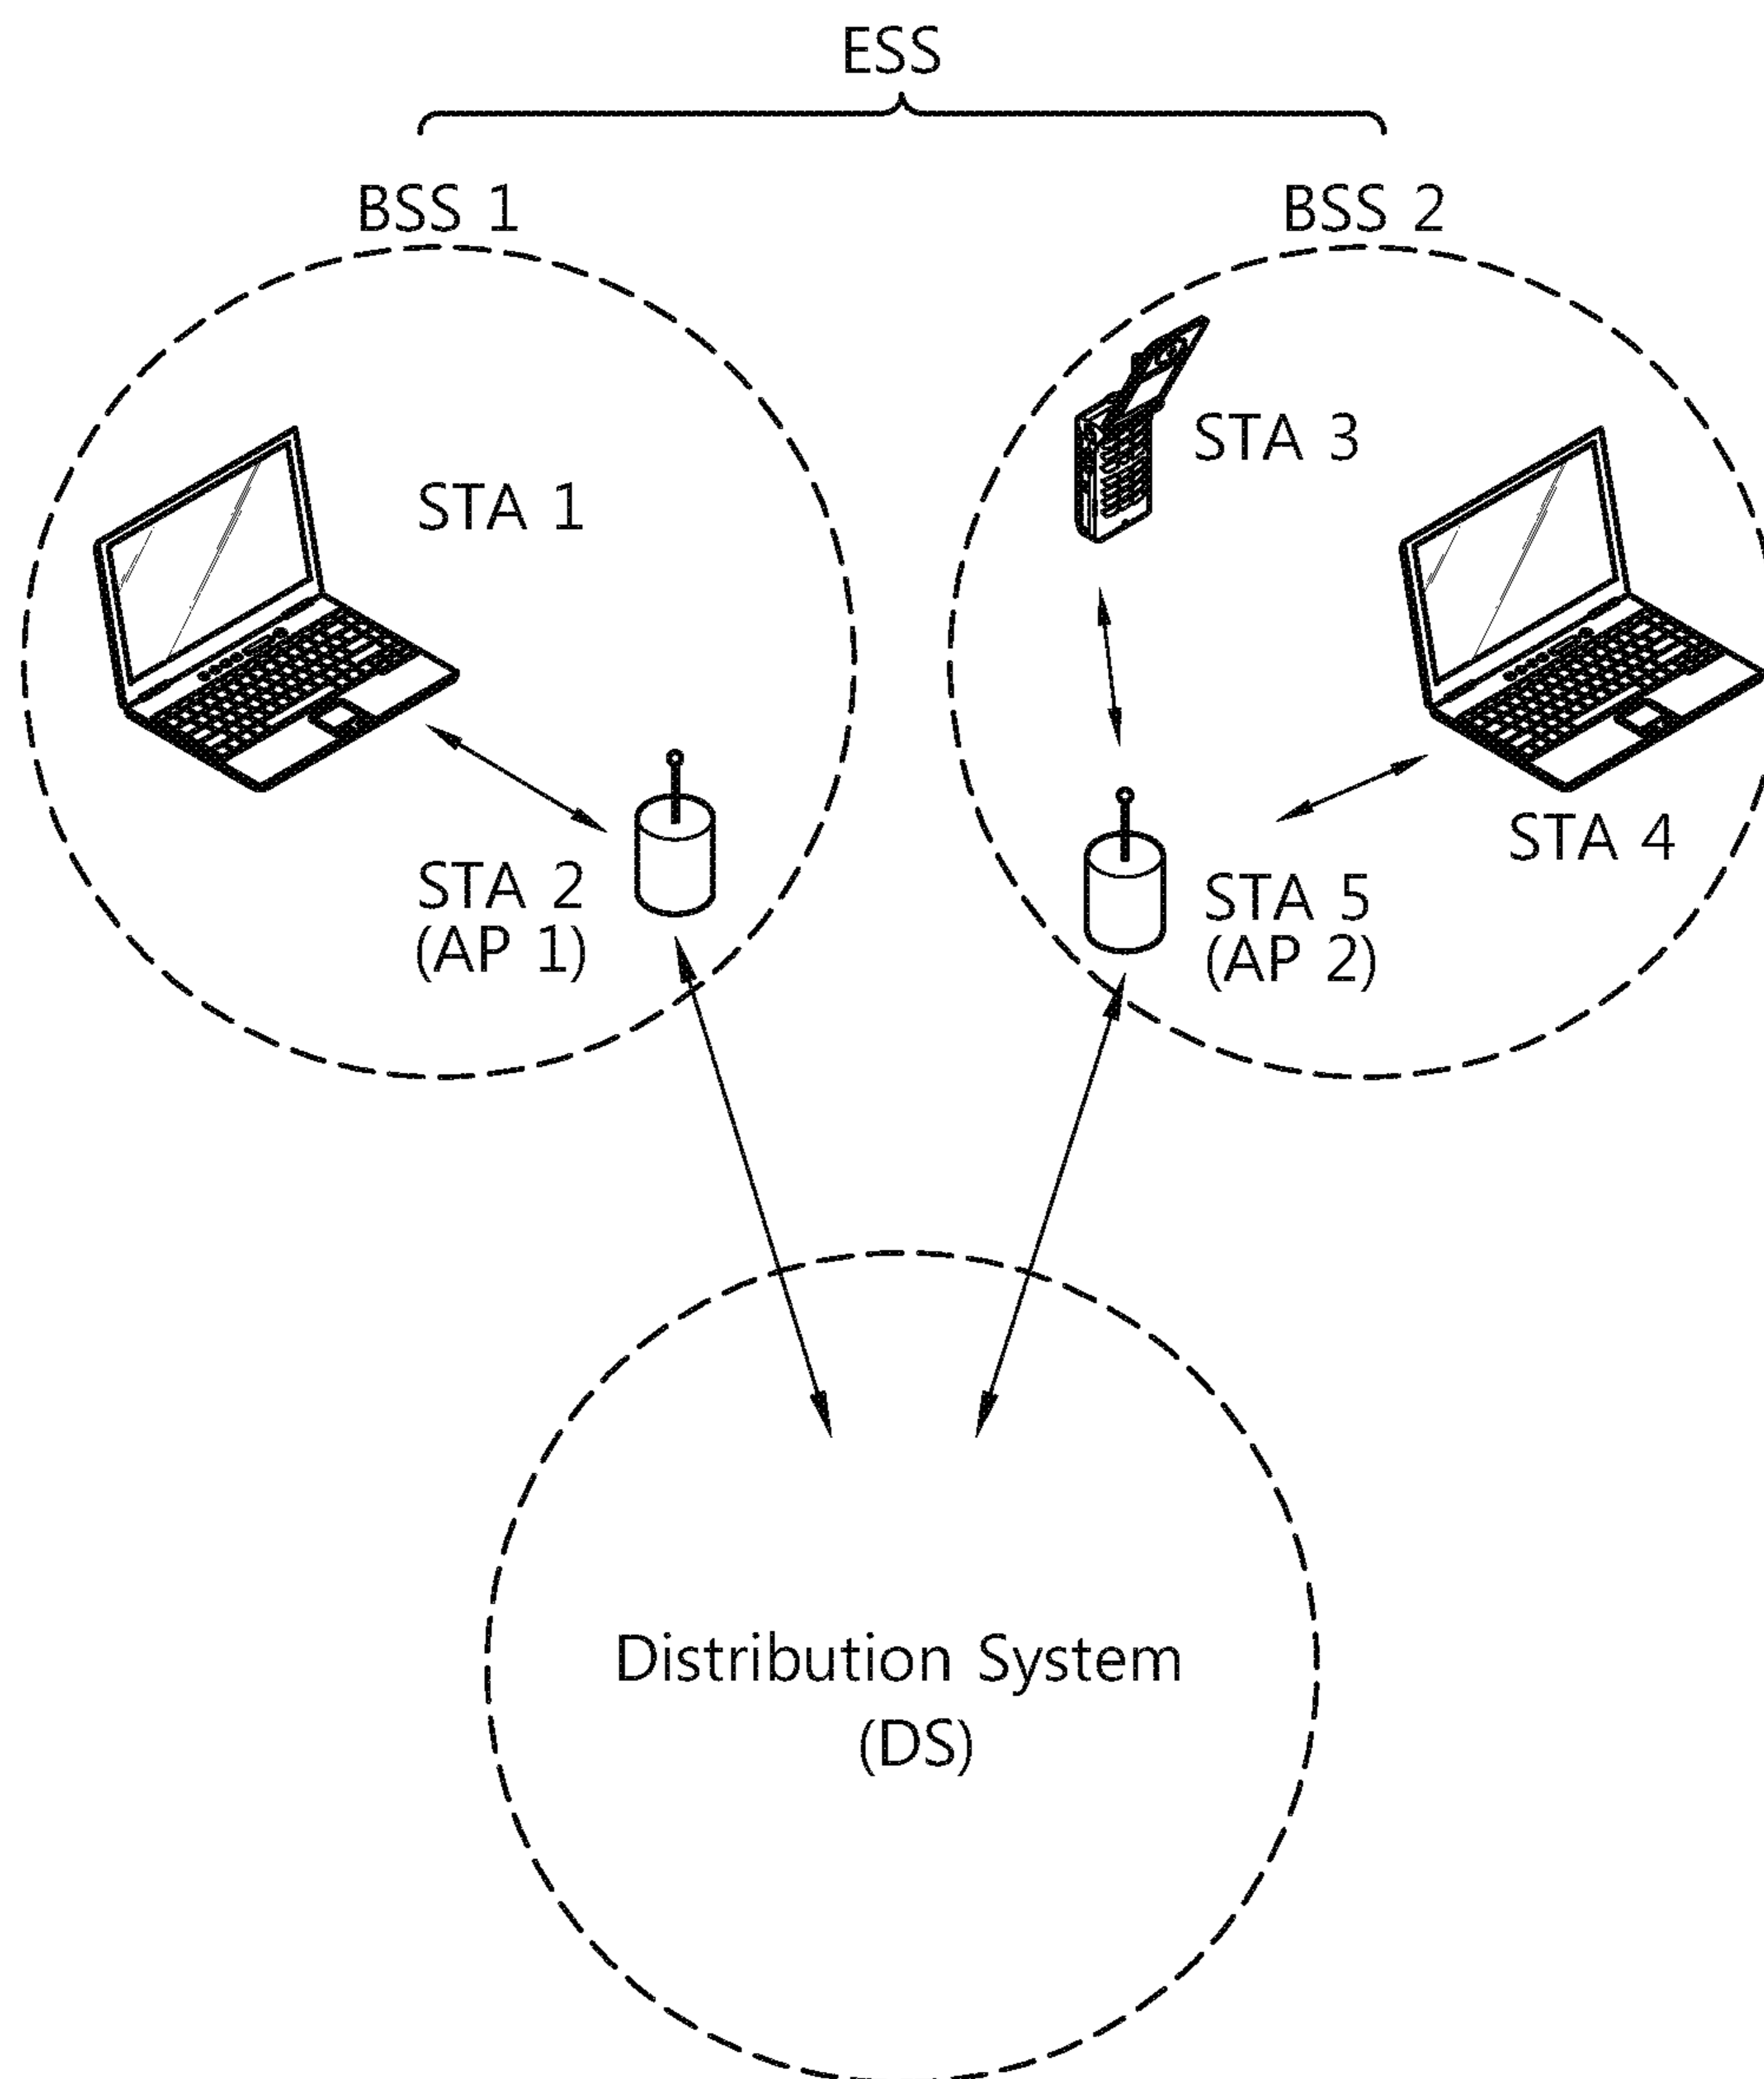 ESS
BSS 1
BSS 2
STA 3
STA 1
STA 4
STA 2
(AP 1)
STA 5
(AP 2)
Distribution System
(DS)